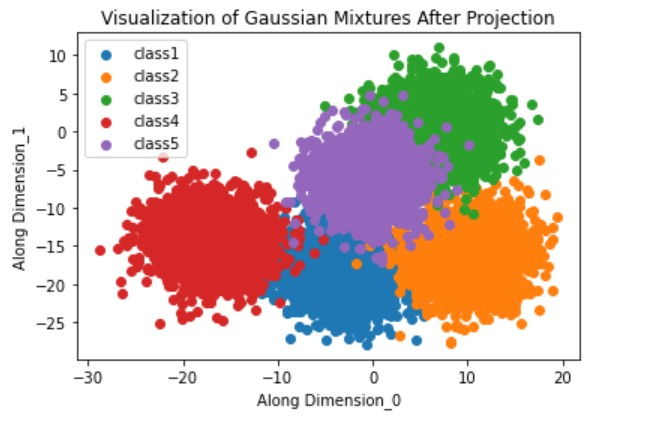 Visualization of Gaussian Mixtures After Projection
class1
class2
class3
class4
class5
10
5
0
−5
−10
−15
−20
−25
Along Dimension_1
−30
−20
−10
0
10
20
Along Dimension_0